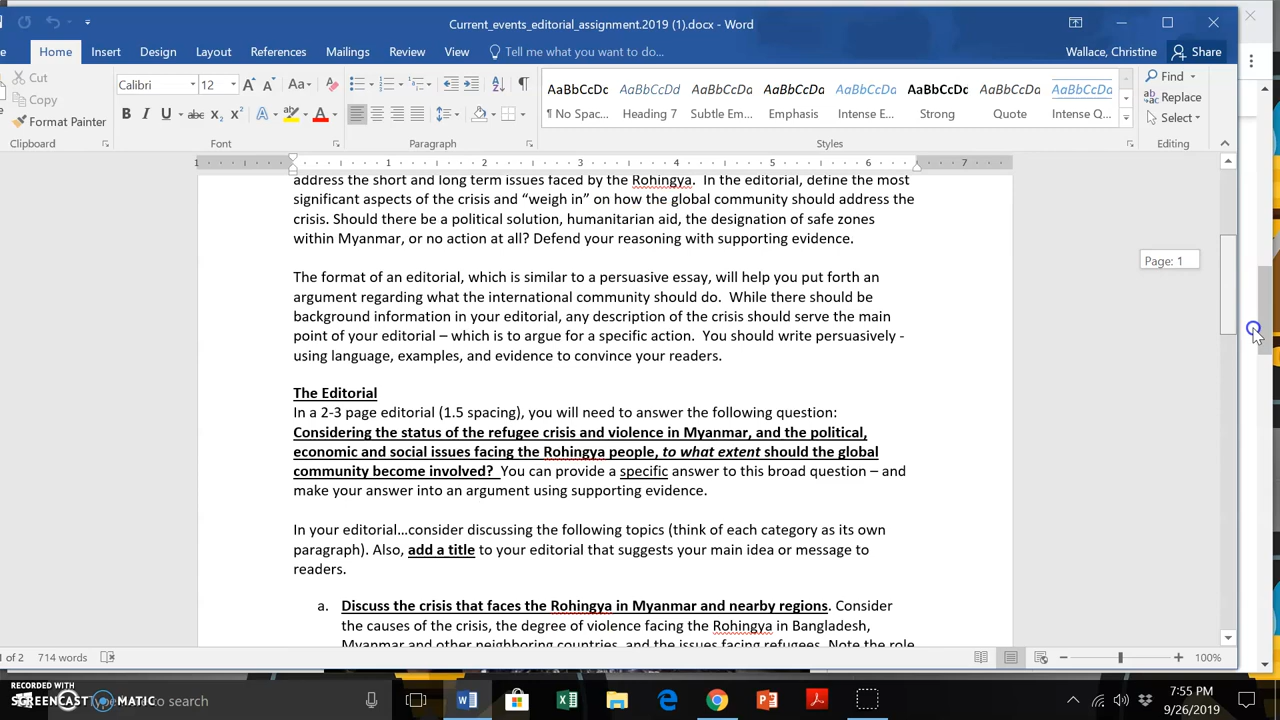 Current_events_editorial_assignment.2019 (1).docx - Word
Home Insert Design Layout References Mailings Review View Tell me what you want to do... Wallace, Christine Share
Cut
Copy
Format Painter
Calibri 12
AaBbCcDc AaBbCcDd AaBbCcDd AaBbCcDc AaBbCcDd AaBbCcDc AaBbCcDd AaBbCcDd
¶ No Spac... Heading 7 Subtle Em... Emphasis Intense E... Strong Quote Intense Q...
Find
Replace
Select
Clipboard Font Paragraph Styles Editing
1 1 2 3 4 5 6 7
address the short and long term issues faced by the Rohingya. In the editorial, define the most
significant aspects of the crisis and “weigh in” on how the global community should address the
crisis. Should there be a political solution, humanitarian aid, the designation of safe zones
within Myanmar, or no action at all? Defend your reasoning with supporting evidence.
Page: 1
The format of an editorial, which is similar to a persuasive essay, will help you put forth an
argument regarding what the international community should do. While there should be
background information in your editorial, any description of the crisis should serve the main
point of your editorial – which is to argue for a specific action. You should write persuasively -
using language, examples, and evidence to convince your readers.
The Editorial
In a 2-3 page editorial (1.5 spacing), you will need to answer the following question:
Considering the status of the refugee crisis and violence in Myanmar, and the political,
economic and social issues facing the Rohingya people, to what extent should the global
community become involved? You can provide a specific answer to this broad question – and
make your answer into an argument using supporting evidence.
In your editorial…consider discussing the following topics (think of each category as its own
paragraph). Also, add a title to your editorial that suggests your main idea or message to
readers.
a. Discuss the crisis that faces the Rohingya in Myanmar and nearby regions. Consider
the causes of the crisis, the degree of violence facing the Rohingya in Bangladesh,
Myanmar and other neighboring countries, and the issues facing refugees. Note the role
1 of 2 714 words 100%
RECORDED WITH
SCREENCAST MATIC
here to search
7:55 PM
9/26/2019